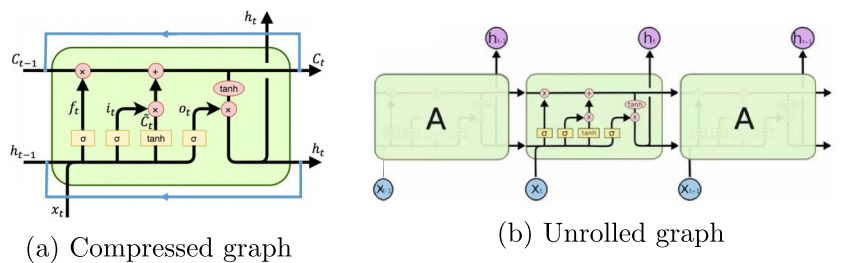 h_t
C_{t-1}
C_t
× +
tanh
f_t i_t × o_t ×
C̃_t
σ σ tanh σ
h_{t-1}
h_t
x_t
(a) Compressed graph
h_{t-1} h_t h_{t+1}
A
× +
tanh
× ×
σ σ tanh σ
A
x_{t-1} x_t x_{t+1}
(b) Unrolled graph